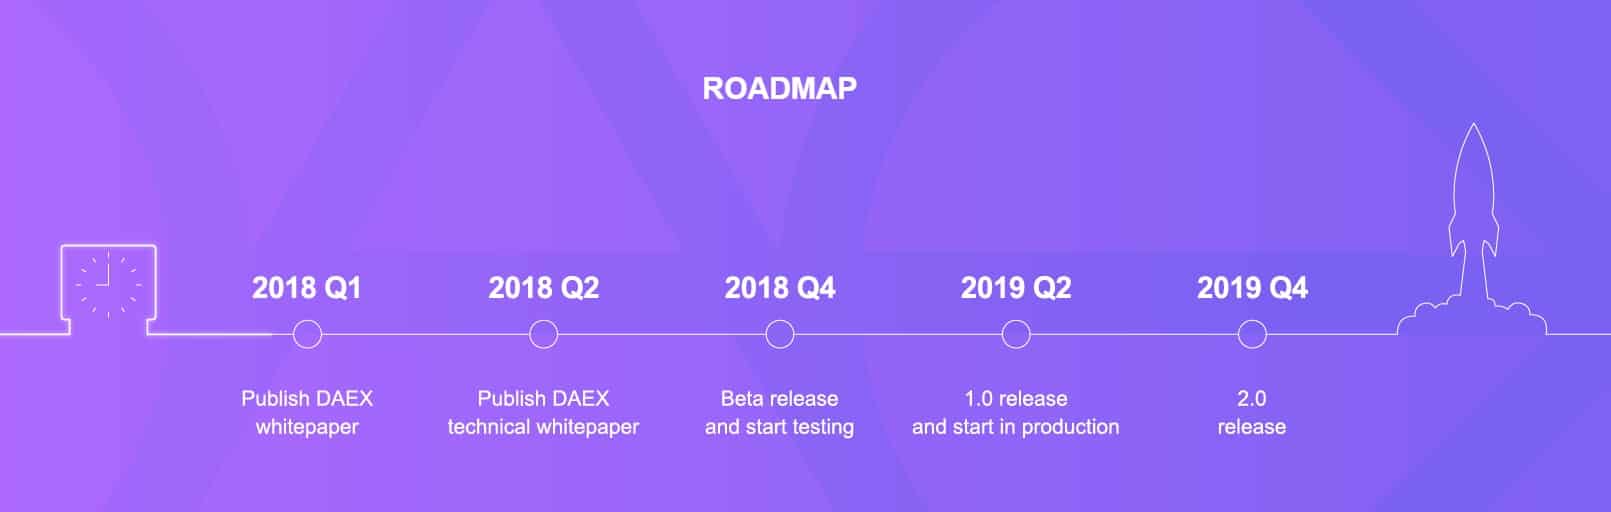 ROADMAP
2018 Q1
2018 Q2
2018 Q4
2019 Q2
2019 Q4
Publish DAEX
whitepaper
Publish DAEX
technical whitepaper
Beta release
and start testing
1.0 release
and start in production
2.0
release